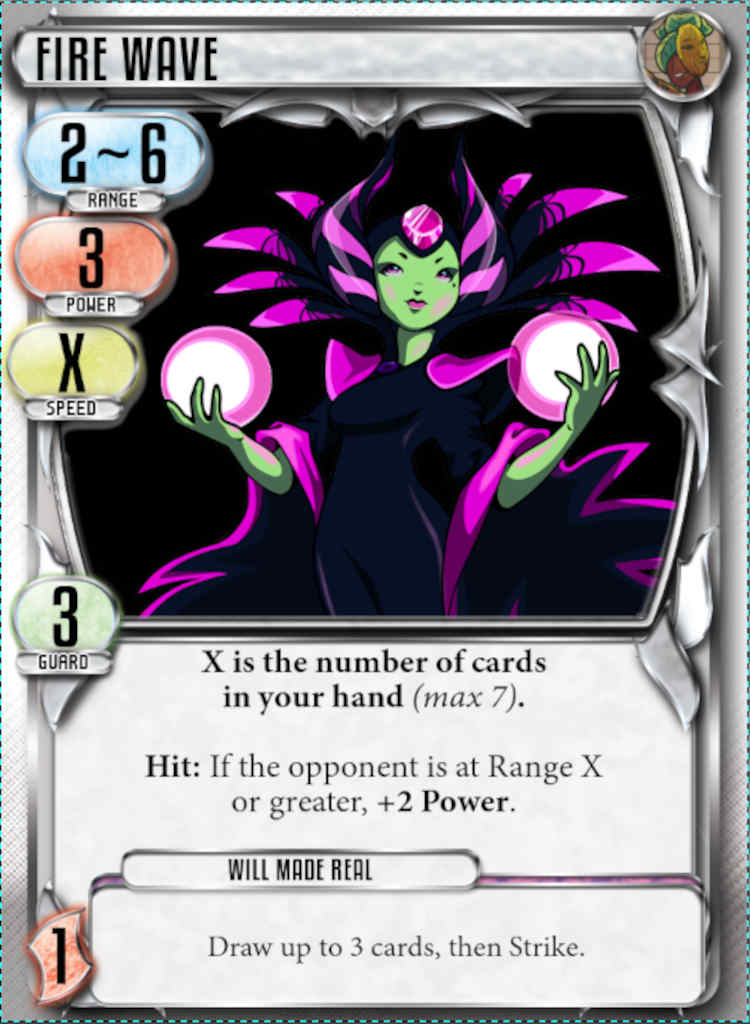 FIRE WAVE
2~6
RANGE
3
POWER
X
SPEED
3
GUARD
X is the number of cards
in your hand (max 7).
Hit: If the opponent is at Range X
or greater, +2 Power.
WILL MADE REAL
1
Draw up to 3 cards, then Strike.